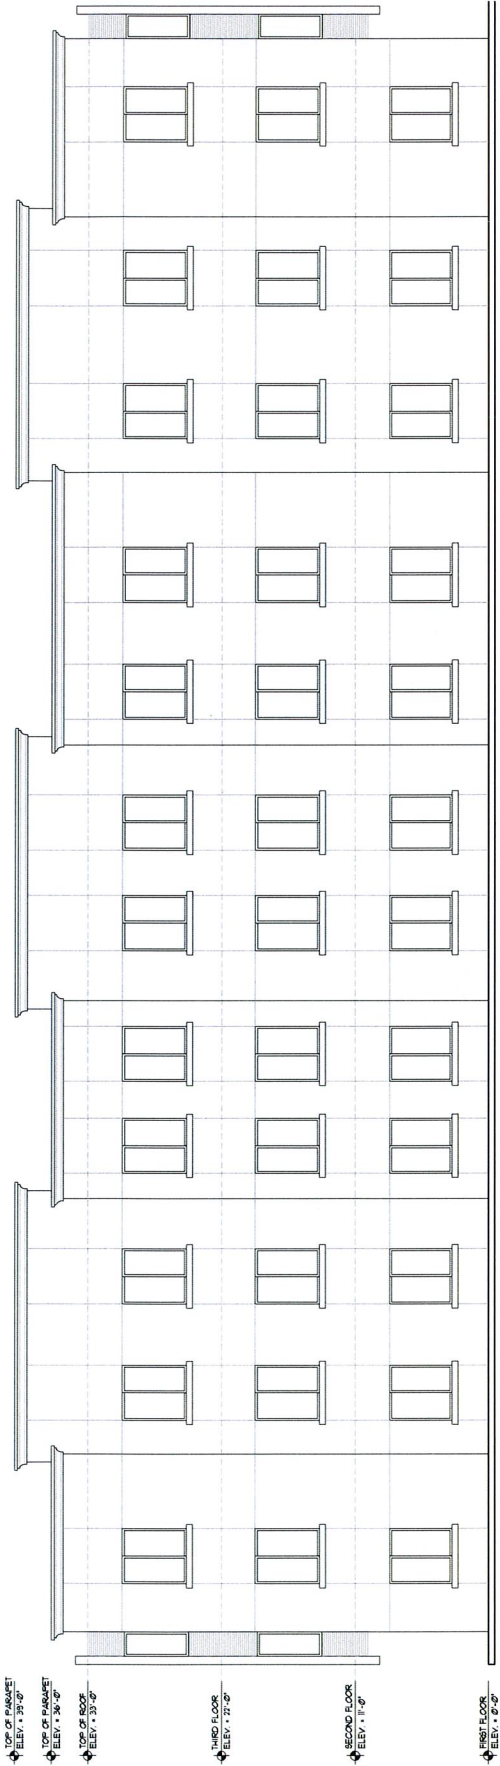 TOP OF PARAPET
ELEV. = 39'-0"
TOP OF PARAPET
ELEV. = 36'-0"
TOP OF ROOF
ELEV. = 33'-0"
THIRD FLOOR
ELEV. = 22'-0"
SECOND FLOOR
ELEV. = 11'-0"
FIRST FLOOR
ELEV. = 0'-0"